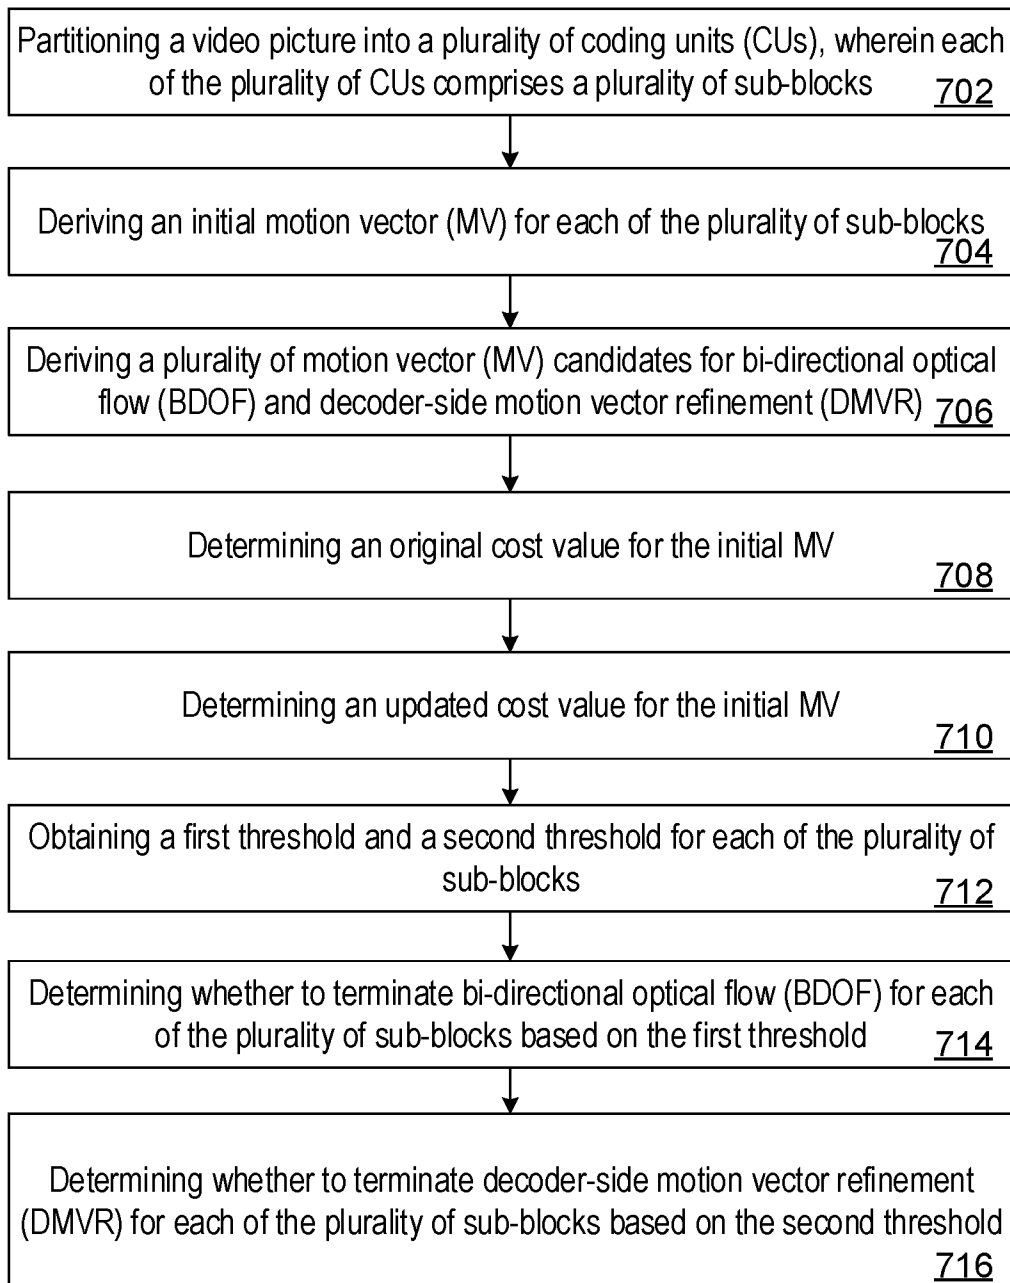 Partitioning a video picture into a plurality of coding units (CUs), wherein each
of the plurality of CUs comprises a plurality of sub-blocks
702
Deriving an initial motion vector (MV) for each of the plurality of sub-blocks
704
Deriving a plurality of motion vector (MV) candidates for bi-directional optical
flow (BDOF) and decoder-side motion vector refinement (DMVR)
706
Determining an original cost value for the initial MV
708
Determining an updated cost value for the initial MV
710
Obtaining a first threshold and a second threshold for each of the plurality of
sub-blocks
712
Determining whether to terminate bi-directional optical flow (BDOF) for each
of the plurality of sub-blocks based on the first threshold
714
Determining whether to terminate decoder-side motion vector refinement
(DMVR) for each of the plurality of sub-blocks based on the second threshold
716